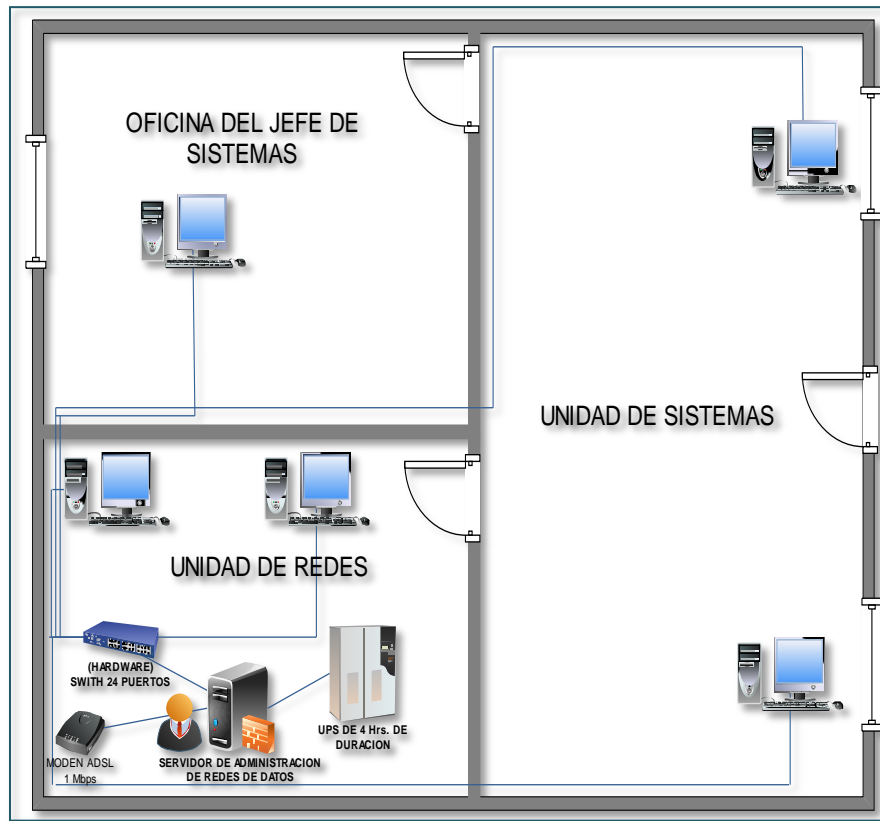 OFICINA DEL JEFE DE
SISTEMAS
UNIDAD DE SISTEMAS
UNIDAD DE REDES
(HARDWARE)
SWITH 24 PUERTOS
MODEN ADSL
1 Mbps
SERVIDOR DE ADMINISTRACION
DE REDES DE DATOS
UPS DE 4 Hrs. DE
DURACION